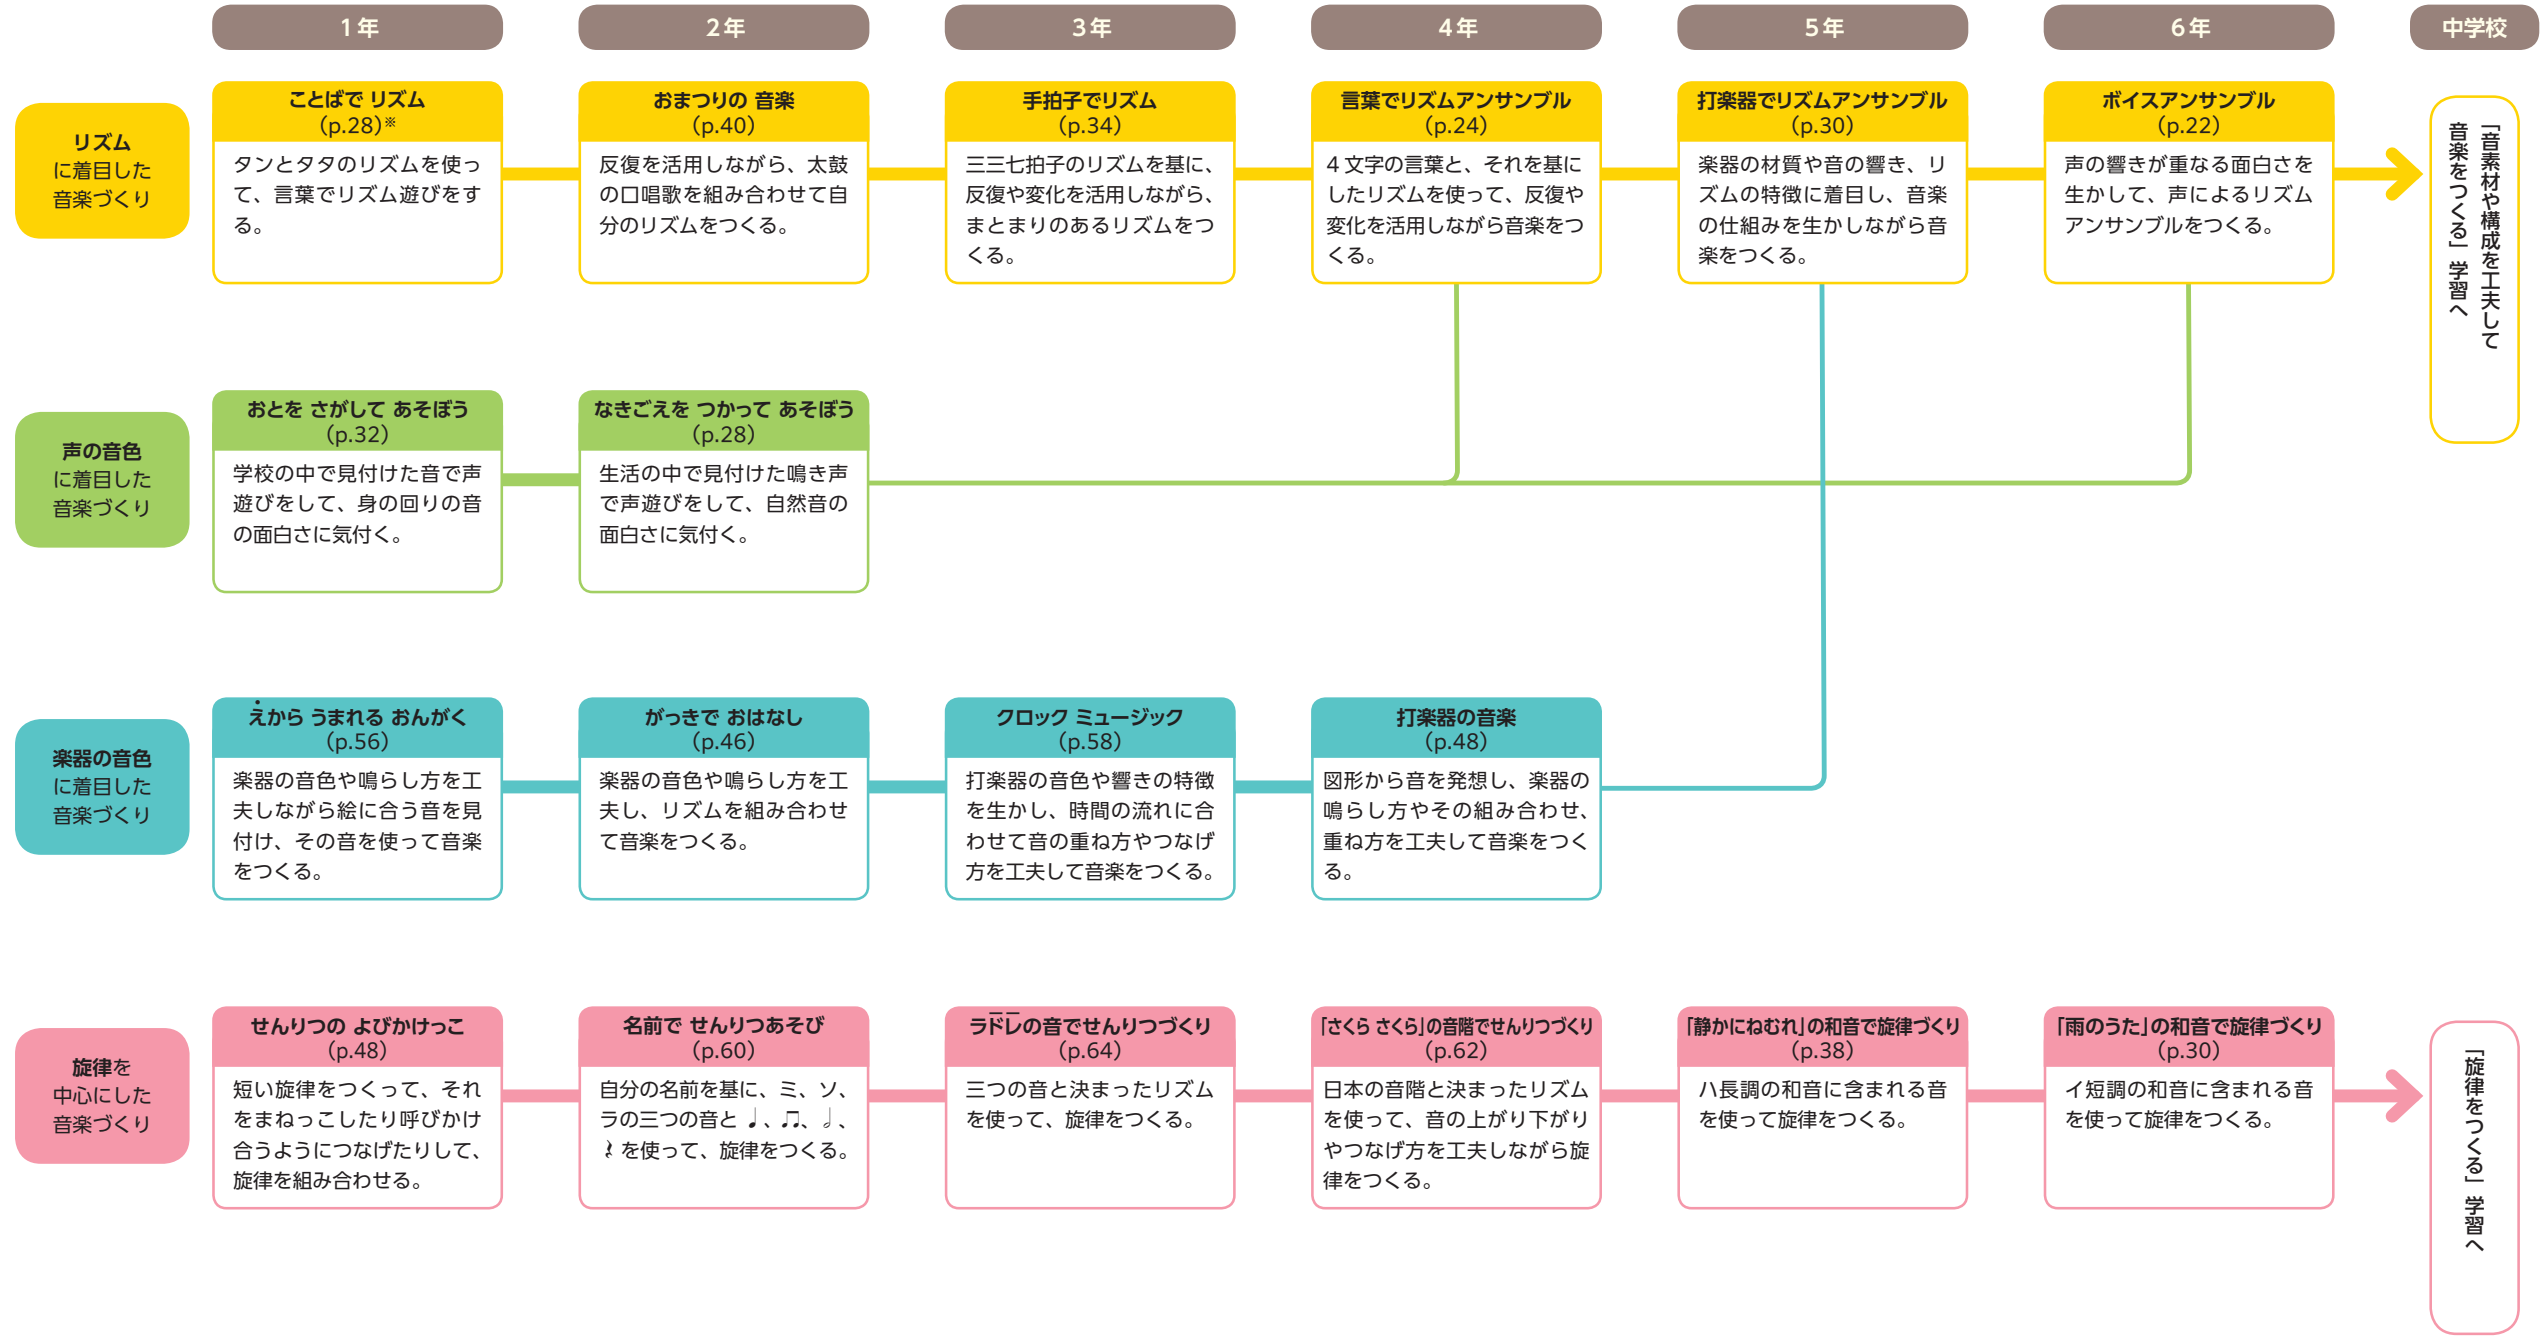 1年
2年
3年
4年
5年
6年
中学校
リズム
に着目した
音楽づくり
ことばで リズム
(p.28)※
タンとタタのリズムを使っ
て、言葉でリズム遊びをす
る。
おまつりの 音楽
(p.40)
反復を活用しながら、太鼓
の口唱歌を組み合わせて自
分のリズムをつくる。
手拍子でリズム
(p.34)
三三七拍子のリズムを基に、
反復や変化を活用しながら、
まとまりのあるリズムをつ
くる。
言葉でリズムアンサンブル
(p.24)
4文字の言葉と、それを基に
したリズムを使って、反復や
変化を活用しながら音楽をつ
くる。
打楽器でリズムアンサンブル
(p.30)
楽器の材質や音の響き、リ
ズムの特徴に着目し、音楽
の仕組みを生かしながら音
楽をつくる。
ボイスアンサンブル
(p.22)
声の響きが重なる面白さを
生かして、声によるリズム
アンサンブルをつくる。
「音素材や構成を工夫して
音楽をつくる」学習へ
声の音色
に着目した
音楽づくり
おとを さがして あそぼう
(p.32)
学校の中で見付けた音で声
遊びをして、身の回りの音
の面白さに気付く。
なきごえを つかって あそぼう
(p.28)
生活の中で見付けた鳴き声
で声遊びをして、自然音の
面白さに気付く。
楽器の音色
に着目した
音楽づくり
えから うまれる おんがく
(p.56)
楽器の音色や鳴らし方を工
夫しながら絵に合う音を見
付け、その音を使って音楽
をつくる。
がっきで おはなし
(p.46)
楽器の音色や鳴らし方を工
夫し、リズムを組み合わせ
て音楽をつくる。
クロック ミュージック
(p.58)
打楽器の音色や響きの特徴
を生かし、時間の流れに合
わせて音の重ね方やつなげ
方を工夫して音楽をつくる。
打楽器の音楽
(p.48)
図形から音を発想し、楽器の
鳴らし方やその組み合わせ、
重ね方を工夫して音楽をつく
る。
旋律を
中心にした
音楽づくり
せんりつの よびかけっこ
(p.48)
短い旋律をつくって、それ
をまねっこしたり呼びかけ
合うようにつなげたりして、
旋律を組み合わせる。
名前で せんりつあそび
(p.60)
自分の名前を基に、ミ、ソ、
ラの三つの音と ♩、♫、𝅗𝅥、
𝄽 を使って、旋律をつくる。
ラド̅レ̅の音でせんりつづくり
(p.64)
三つの音と決まったリズム
を使って、旋律をつくる。
「さくら さくら」の音階でせんりつづくり
(p.62)
日本の音階と決まったリズム
を使って、音の上がり下がり
やつなげ方を工夫しながら旋
律をつくる。
「静かにねむれ」の和音で旋律づくり
(p.38)
ハ長調の和音に含まれる音
を使って旋律をつくる。
「雨のうた」の和音で旋律づくり
(p.30)
イ短調の和音に含まれる音
を使って旋律をつくる。
「旋律をつくる」学習へ